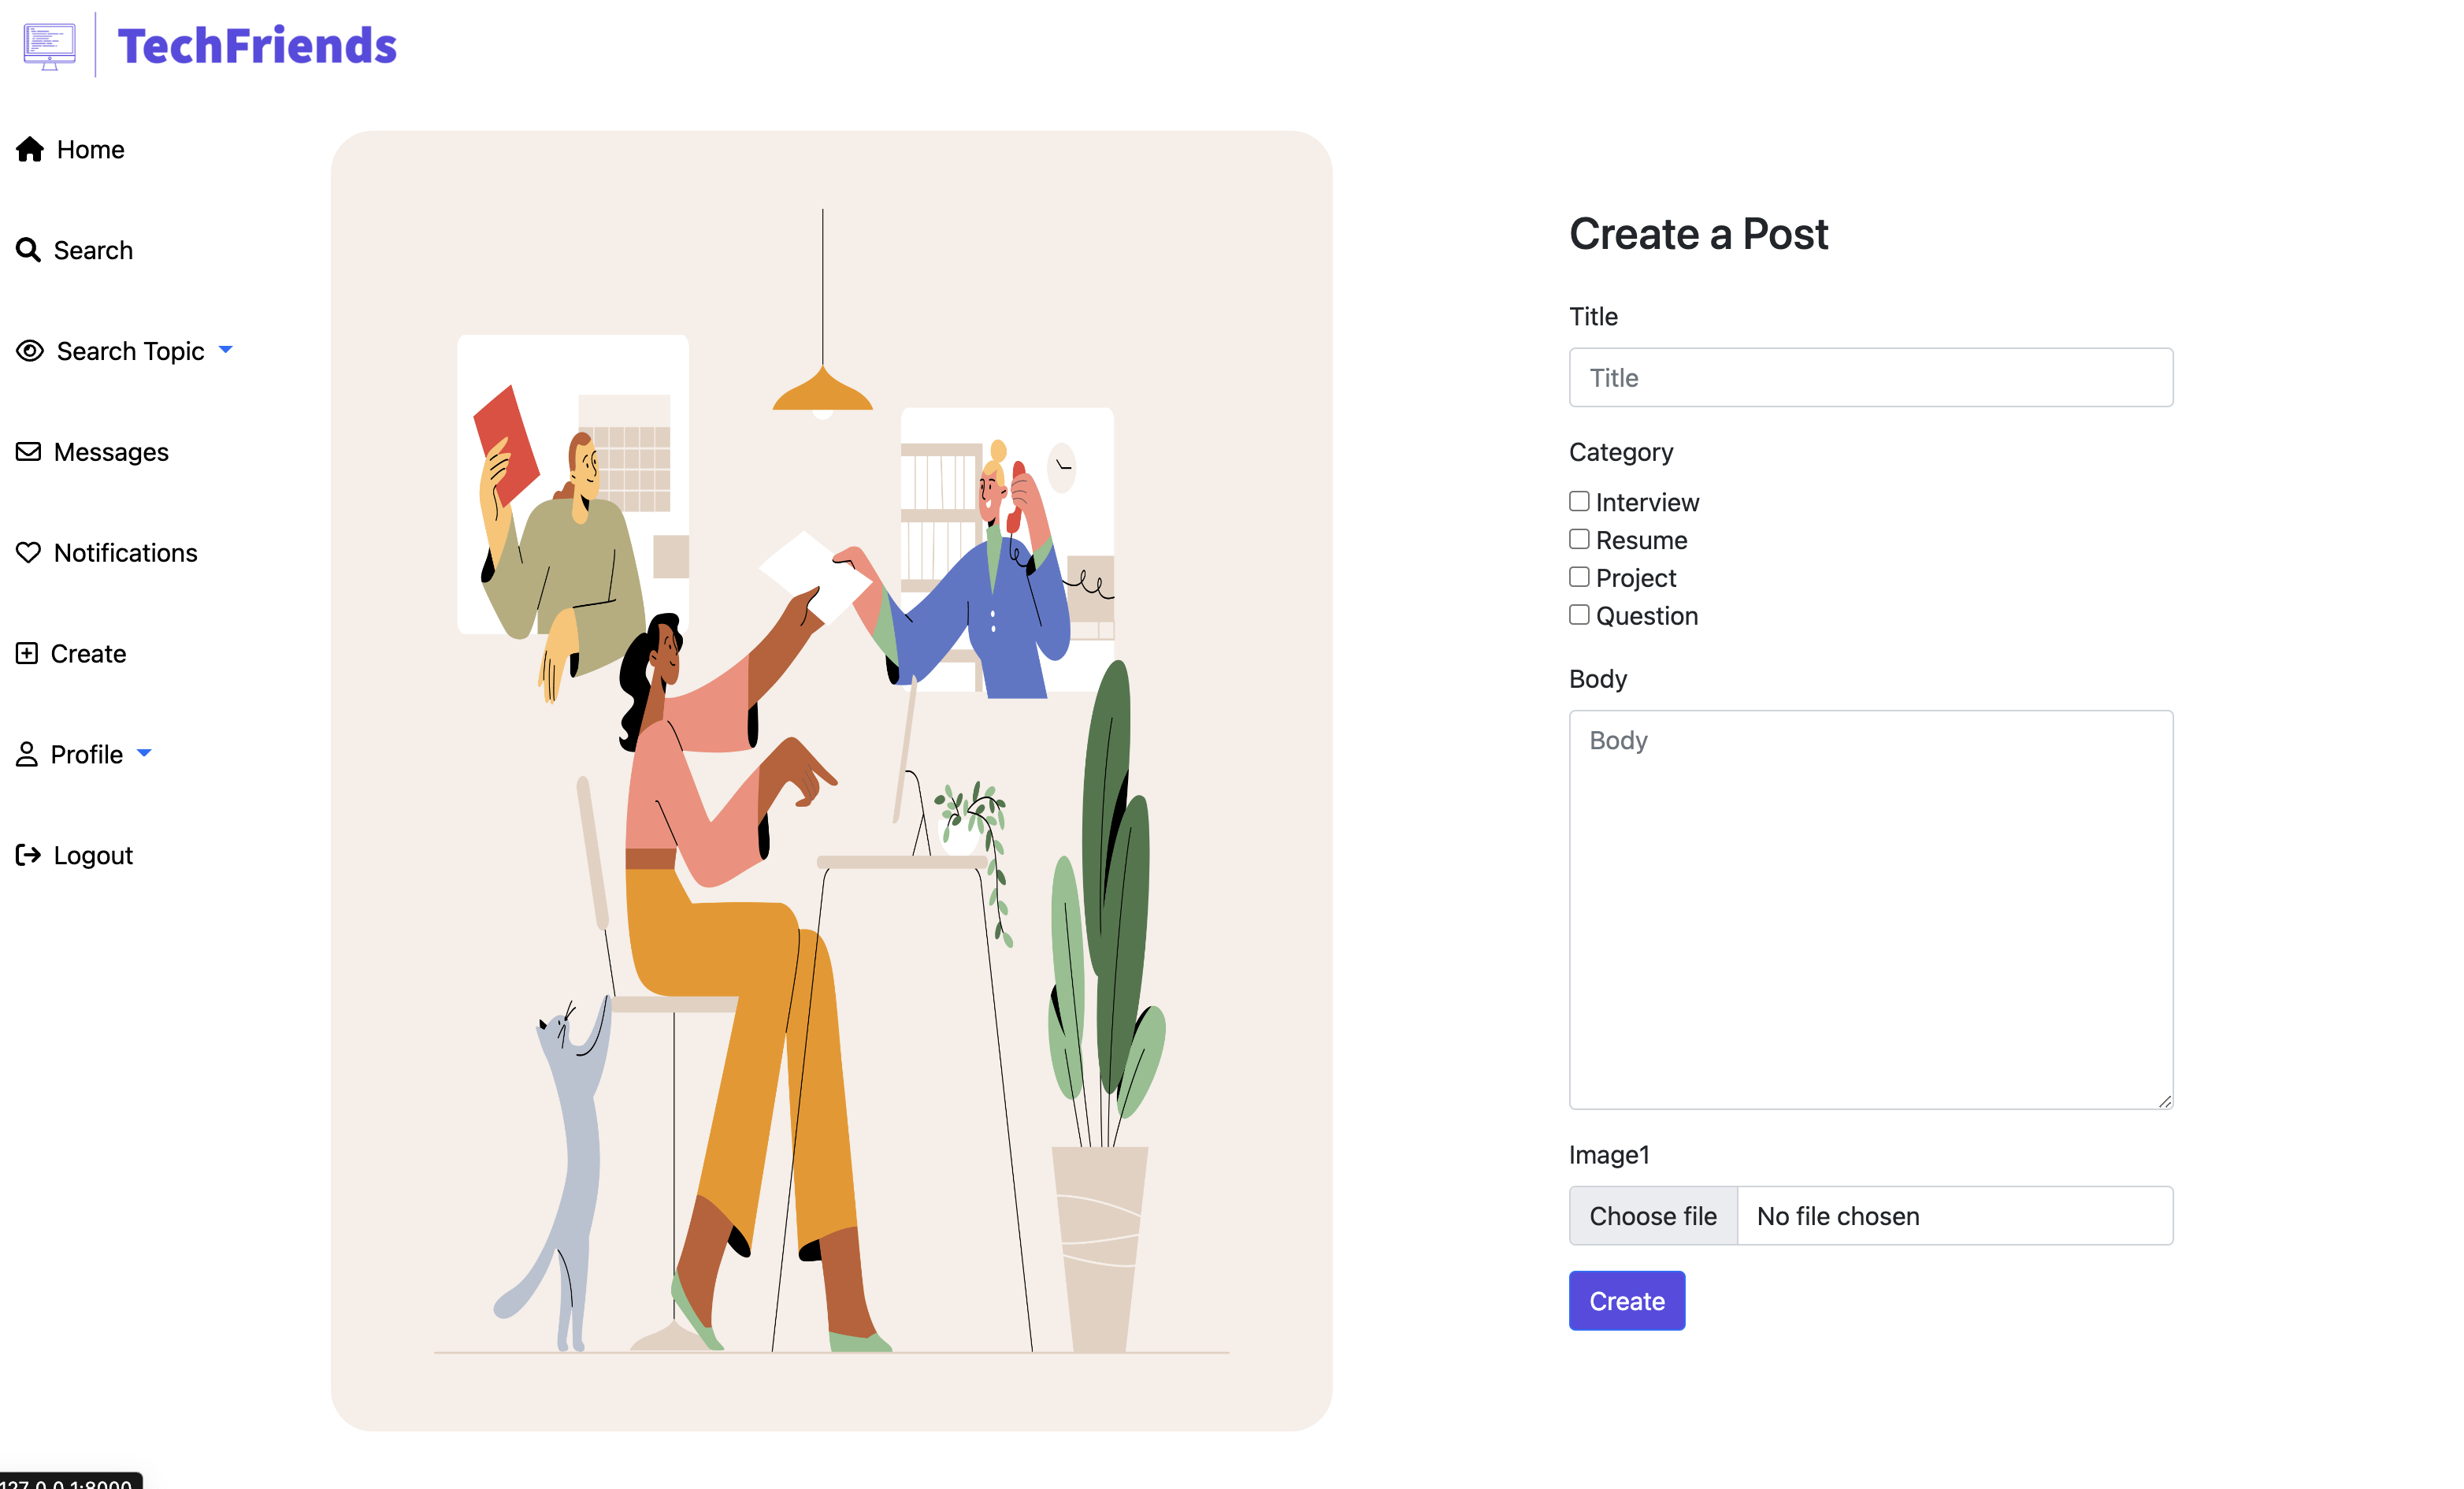 TechFriends
Home
Search
Search Topic
Messages
Notifications
Create
Profile
Logout
Create a Post
Title
Title
Category
Interview
Resume
Project
Question
Body
Body
Image1
Choose file No file chosen
Create
127.0.0.1:8000